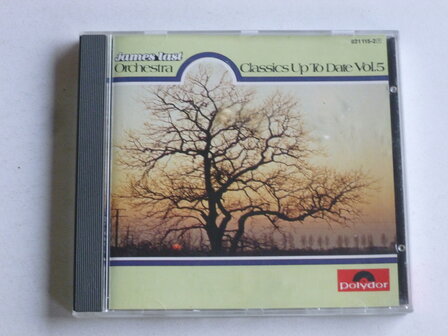 821 115-2
James Last
Orchestra Classics Up To Date Vol.5
Polydor